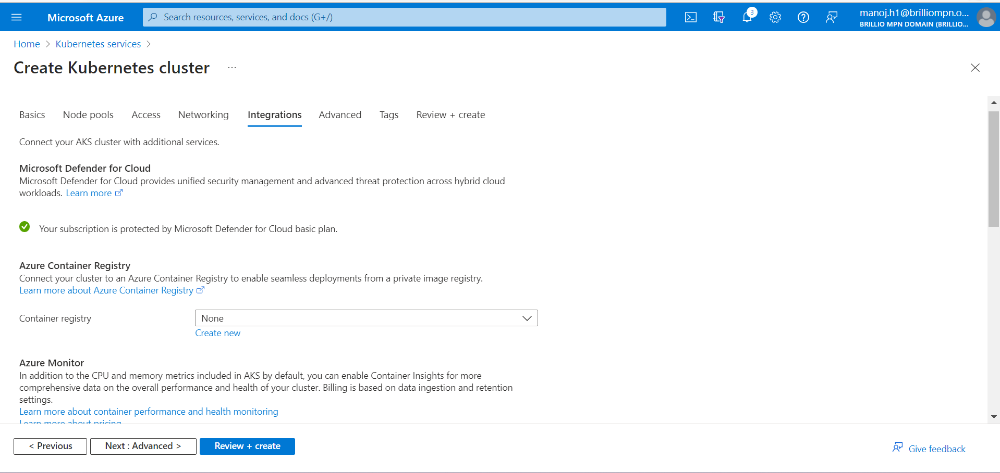 Microsoft Azure
Search resources, services, and docs (G+/)
3
manoj.h1@brilliompn.o...
BRILLIO MPN DOMAIN (BRILLIO...
Home > Kubernetes services >
Create Kubernetes cluster ...
Basics Node pools Access Networking Integrations Advanced Tags Review + create
Connect your AKS cluster with additional services.
Microsoft Defender for Cloud
Microsoft Defender for Cloud provides unified security management and advanced threat protection across hybrid cloud
workloads. Learn more
Your subscription is protected by Microsoft Defender for Cloud basic plan.
Azure Container Registry
Connect your cluster to an Azure Container Registry to enable seamless deployments from a private image registry.
Learn more about Azure Container Registry
Container registry None
Create new
Azure Monitor
In addition to the CPU and memory metrics included in AKS by default, you can enable Container Insights for more
comprehensive data on the overall performance and health of your cluster. Billing is based on data ingestion and retention
settings.
Learn more about container performance and health monitoring
Learn more about pricing
< Previous Next : Advanced > Review + create Give feedback